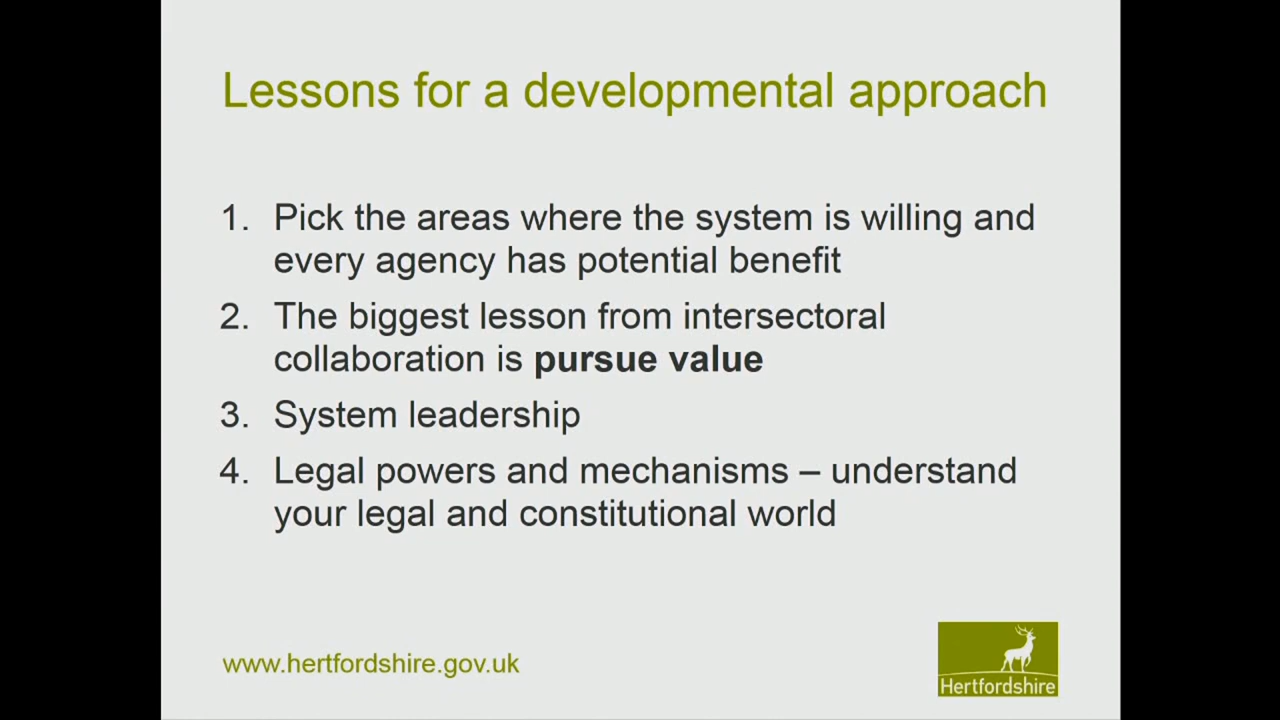 Lessons for a developmental approach
1. Pick the areas where the system is willing and
every agency has potential benefit
2. The biggest lesson from intersectoral
collaboration is pursue value
3. System leadership
4. Legal powers and mechanisms – understand
your legal and constitutional world
www.hertfordshire.gov.uk
Hertfordshire